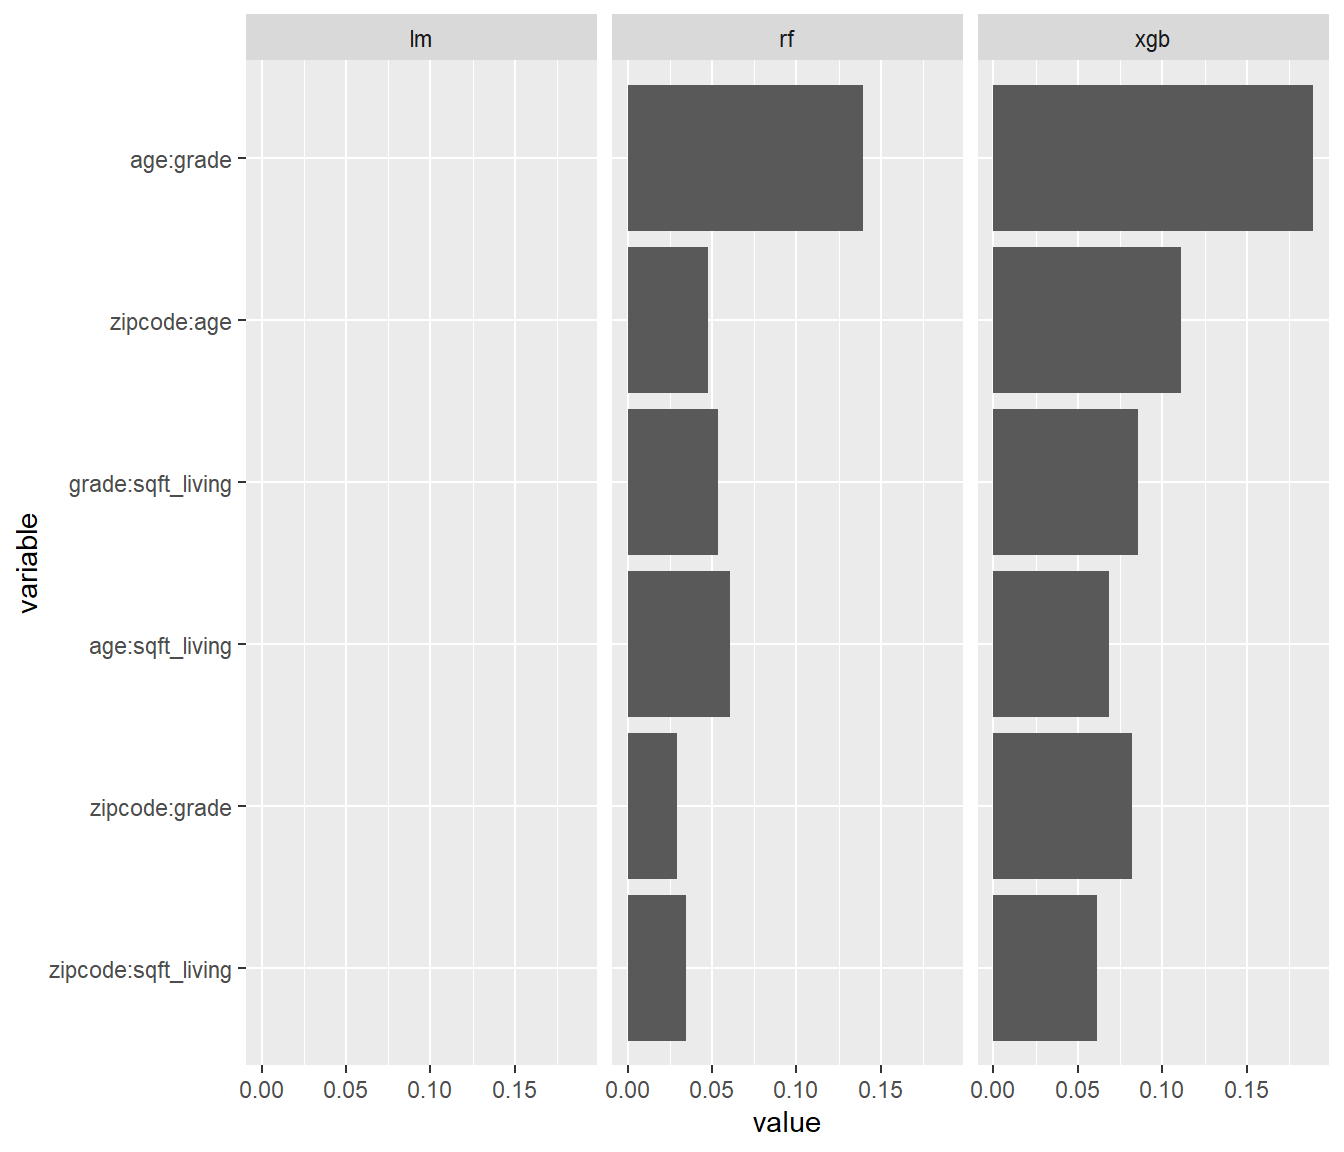 lm
rf
xgb
age:grade
zipcode:age
grade:sqft_living
age:sqft_living
zipcode:grade
zipcode:sqft_living
variable
0.00 0.05 0.10 0.15
0.00 0.05 0.10 0.15
0.00 0.05 0.10 0.15
value